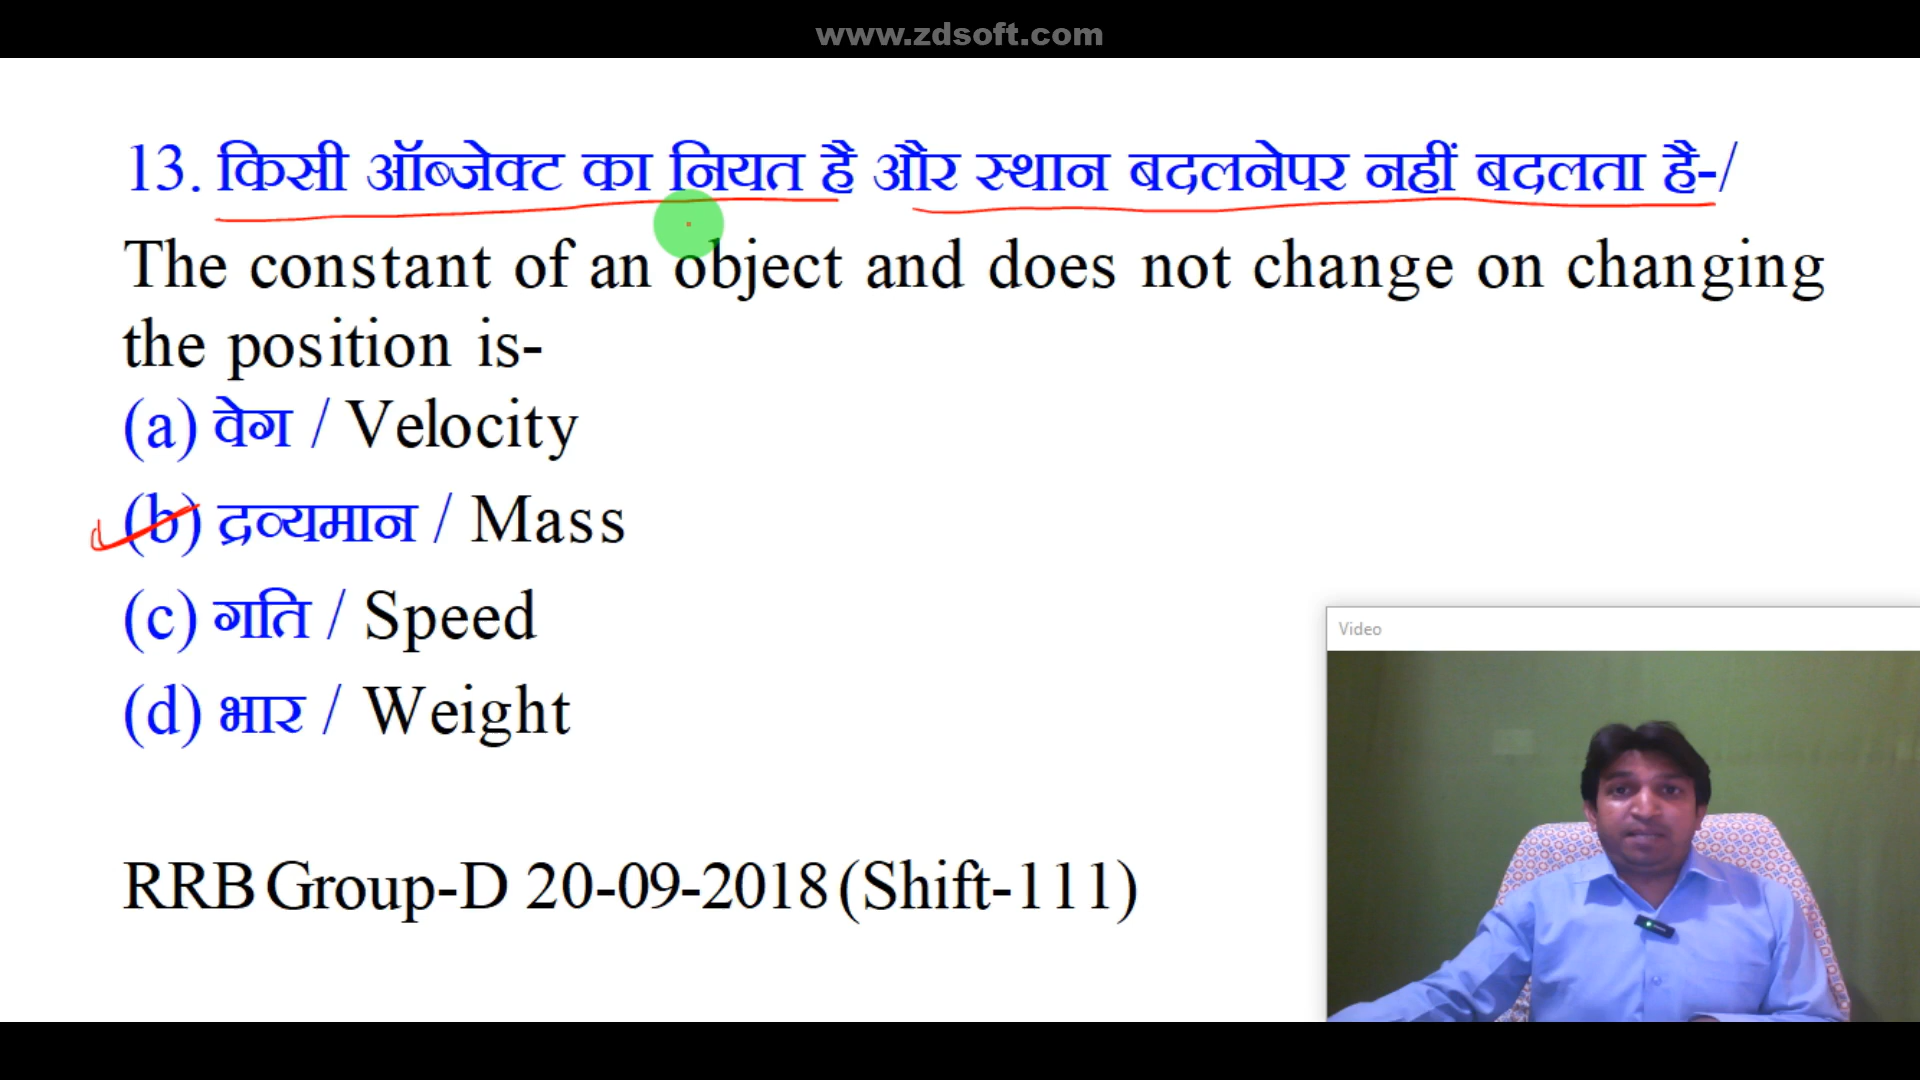 www.zdsoft.com
13. किसी ऑब्जेक्ट का नियत है और स्थान बदलनेपर नहीं बदलता है-/
The constant of an object and does not change on changing
the position is-
(a) वेग / Velocity
(b) द्रव्यमान / Mass
(c) गति / Speed
(d) भार / Weight
Video
RRB Group-D 20-09-2018 (Shift-111)